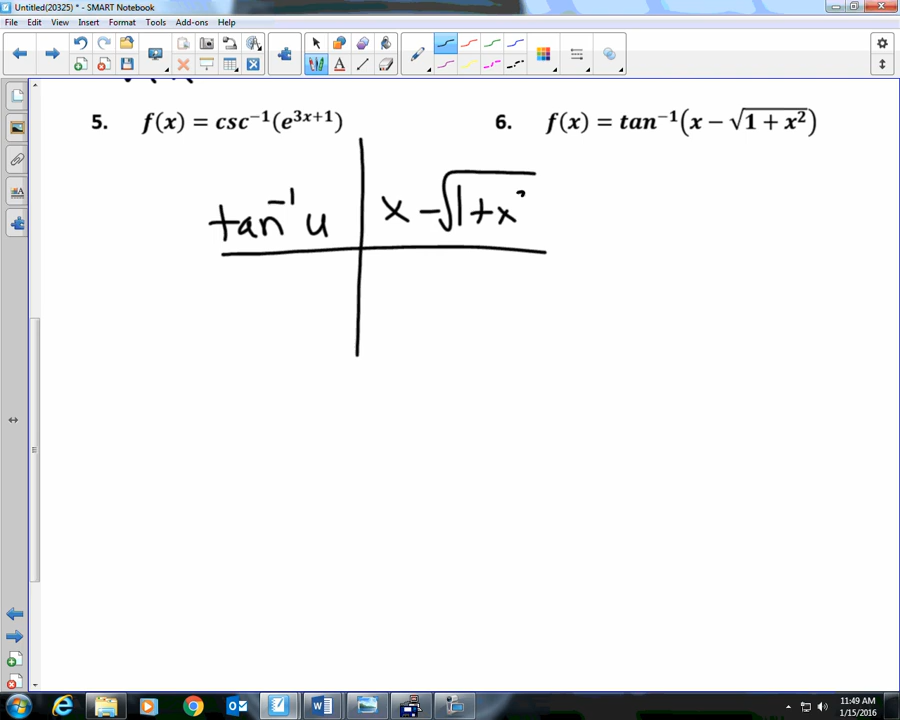 Untitled(20325) * - SMART Notebook
File Edit View Insert Format Tools Add-ons Help
5. f(x) = csc⁻¹(e³ˣ⁺¹) 6. f(x) = tan⁻¹(x − √(1 + x²))
tan⁻¹ u | x − √(1 + x²)
11:49 AM
1/15/2016